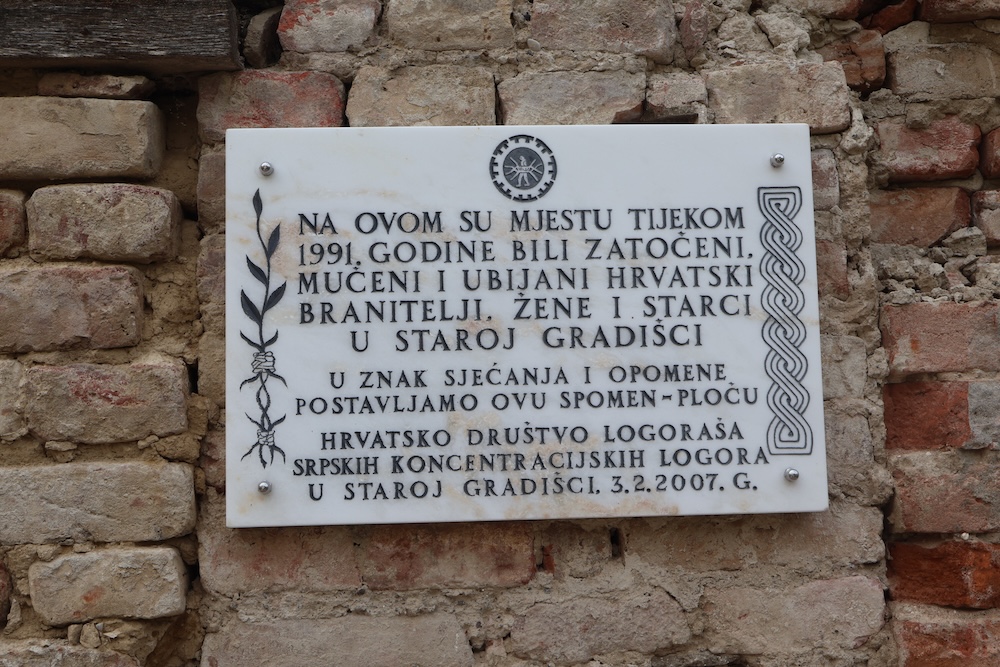 NA OVOM SU MJESTU TIJEKOM
1991. GODINE BILI ZATOČENI,
MUČENI I UBIJANI HRVATSKI
BRANITELJI, ŽENE I STARCI
U STAROJ GRADIŠCI
U ZNAK SJEĆANJA I OPOMENE
POSTAVLJAMO OVU SPOMEN-PLOČU
HRVATSKO DRUŠTVO LOGORAŠA
SRPSKIH KONCENTRACIJSKIH LOGORA
U STAROJ GRADIŠCI, 3.2.2007. G.